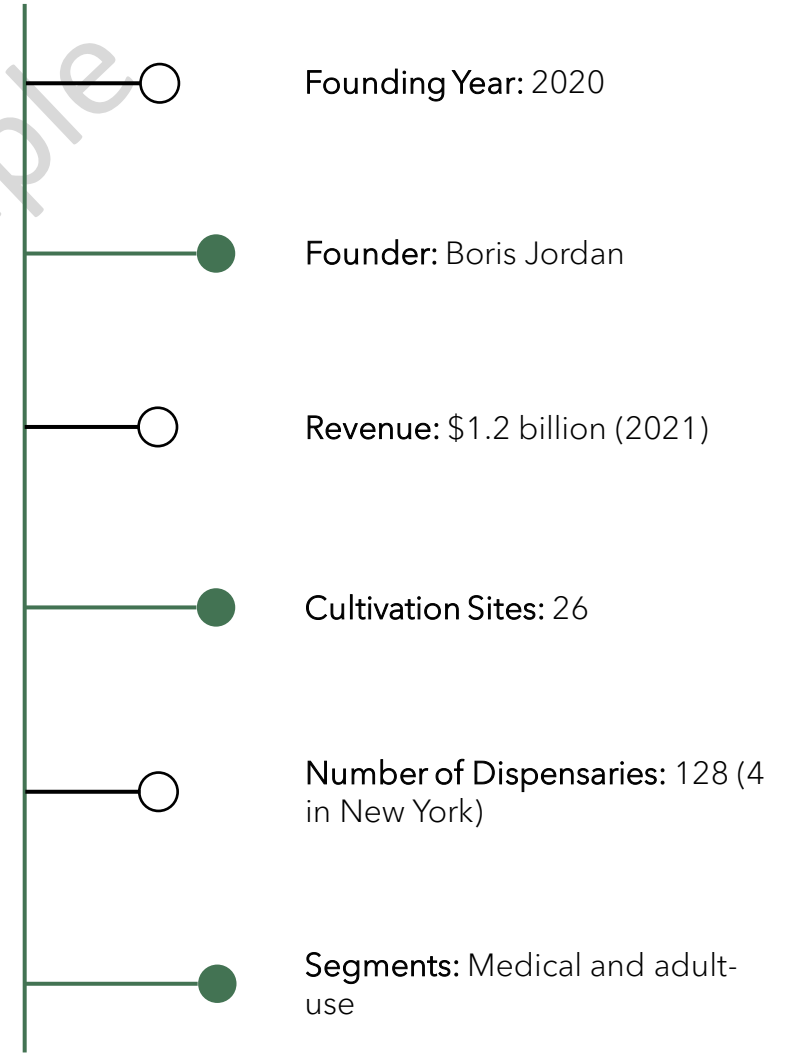 Founding Year: 2020
Founder: Boris Jordan
Revenue: $1.2 billion (2021)
Cultivation Sites: 26
Number of Dispensaries: 128 (4
in New York)
Segments: Medical and adult-
use
ple